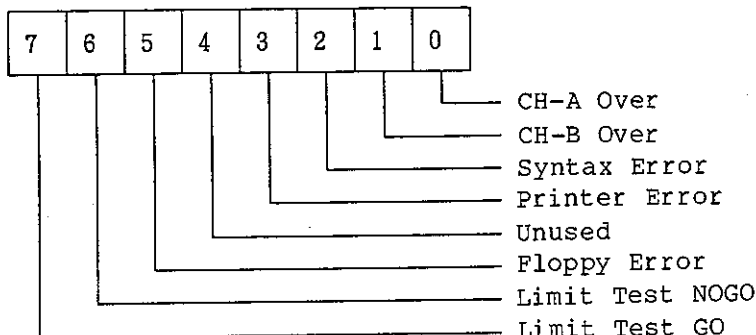 7 6 5 4 3 2 1 0
CH-A Over
CH-B Over
Syntax Error
Printer Error
Unused
Floppy Error
Limit Test NOGO
Limit Test GO